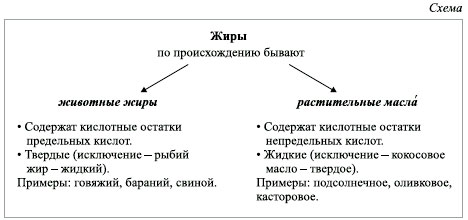 Схема
Жиры
по происхождению бывают
животные жиры
• Содержат кислотные остатки
предельных кислот.
• Твердые (исключение – рыбий
жир – жидкий).
Примеры: говяжий, бараний, свиной.
растительные масла́
• Содержат кислотные остатки
непредельных кислот.
• Жидкие (исключение – кокосовое
масло – твердое).
Примеры: подсолнечное, оливковое,
касторовое.